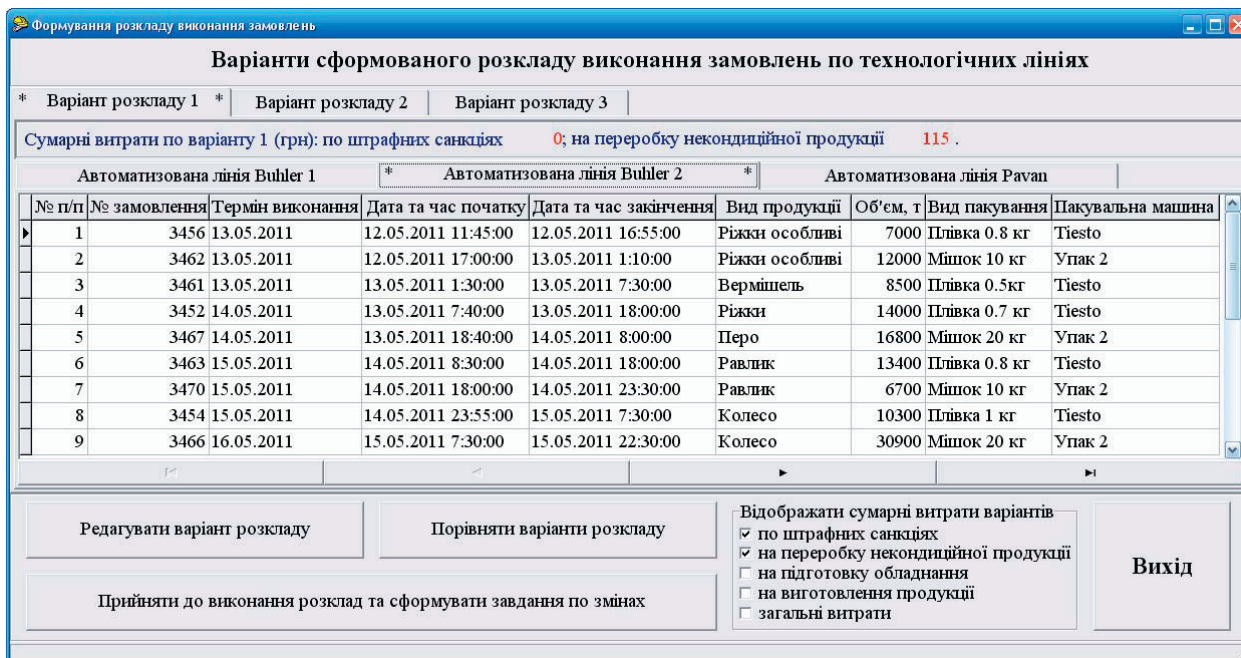 Формування розкладу виконання замовлень
Варіанти сформованого розкладу виконання замовлень по технологічних лініях
* Варіант розкладу 1 * Варіант розкладу 2 Варіант розкладу 3
Сумарні витрати по варіанту 1 (грн): по штрафних санкціях 0; на переробку некондиційної продукції 115 .
Автоматизована лінія Buhler 1 * Автоматизована лінія Buhler 2 * Автоматизована лінія Pavan
№ п/п № замовлення Термін виконання Дата та час початку Дата та час закінчення Вид продукції Об'єм, т Вид пакування Пакувальна машина
1 3456 13.05.2011 12.05.2011 11:45:00 12.05.2011 16:55:00 Ріжки особливі 7000 Плівка 0.8 кг Tiesto
2 3462 13.05.2011 12.05.2011 17:00:00 13.05.2011 1:10:00 Ріжки особливі 12000 Мішок 10 кг Упак 2
3 3461 13.05.2011 13.05.2011 1:30:00 13.05.2011 7:30:00 Вермішель 8500 Плівка 0.5кг Tiesto
4 3452 14.05.2011 13.05.2011 7:40:00 13.05.2011 18:00:00 Ріжки 14000 Плівка 0.7 кг Tiesto
5 3467 14.05.2011 13.05.2011 18:40:00 14.05.2011 8:00:00 Перо 16800 Мішок 20 кг Упак 2
6 3463 15.05.2011 14.05.2011 8:30:00 14.05.2011 18:00:00 Равлик 13400 Плівка 0.8 кг Tiesto
7 3470 15.05.2011 14.05.2011 18:00:00 14.05.2011 23:30:00 Равлик 6700 Мішок 10 кг Упак 2
8 3454 15.05.2011 14.05.2011 23:55:00 15.05.2011 7:30:00 Колесо 10300 Плівка 1 кг Tiesto
9 3466 16.05.2011 15.05.2011 7:30:00 15.05.2011 22:30:00 Колесо 30900 Мішок 20 кг Упак 2
Редагувати варіант розкладу
Порівняти варіанти розкладу
Прийняти до виконання розклад та сформувати завдання по змінах
Відображати сумарні витрати варіантів
по штрафних санкціях
на переробку некондиційної продукції
на підготовку обладнання
на виготовлення продукції
загальні витрати
Вихід